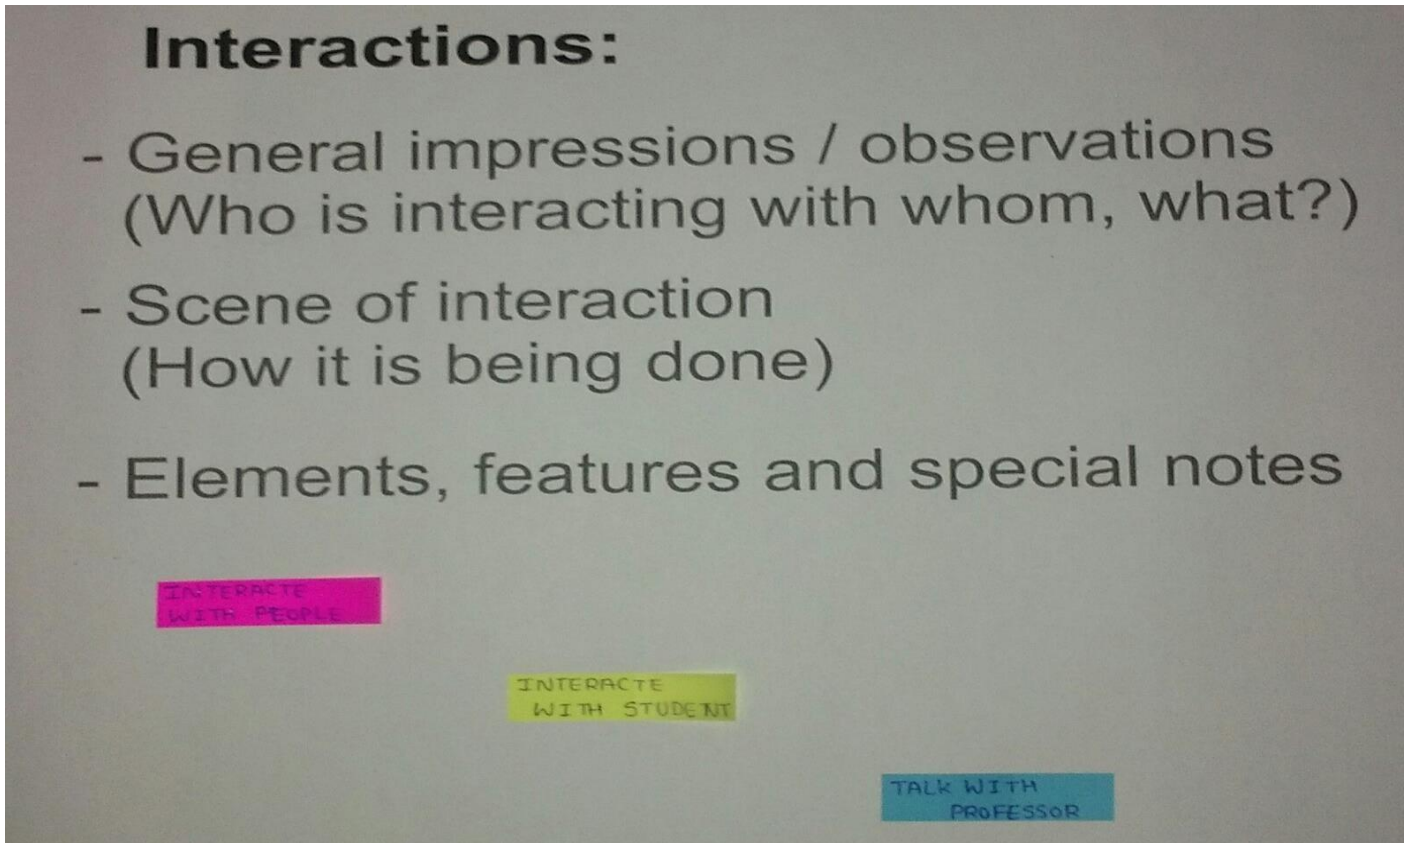 Interactions:
- General impressions / observations
(Who is interacting with whom, what?)
- Scene of interaction
(How it is being done)
- Elements, features and special notes
INTERACTE
WITH PEOPLE
INTERACTE
WITH STUDENT
TALK WITH
PROFESSOR